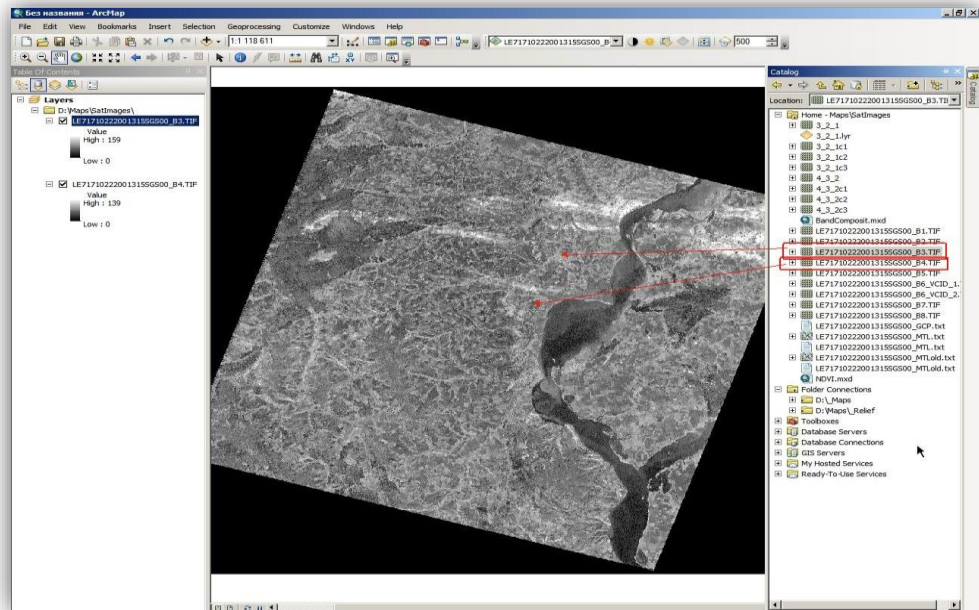 Без названия - ArcMap
File Edit View Bookmarks Insert Selection Geoprocessing Customize Windows Help
1:1 118 611
LE71710222001315SGS00_B
500
Table Of Contents
Layers
D:\Maps\SatImages\
LE71710222001315SGS00_B3.TIF
Value
High : 159
Low : 0
LE71710222001315SGS00_B4.TIF
Value
High : 139
Low : 0
Catalog
Location: LE71710222001315SGS00_B3.TI
Home - Maps\SatImages
3_2_1
3_2_1.lyr
3_2_1c1
3_2_1c2
3_2_1c3
4_3_2
4_3_2c1
4_3_2c2
4_3_2c3
BandComposit.mxd
LE71710222001315SGS00_B1.TIF
LE71710222001315SGS00_B2.TIF
LE71710222001315SGS00_B3.TIF
LE71710222001315SGS00_B4.TIF
LE71710222001315SGS00_B5.TIF
LE71710222001315SGS00_B6_VCID_1.
LE71710222001315SGS00_B6_VCID_2.
LE71710222001315SGS00_B7.TIF
LE71710222001315SGS00_B8.TIF
LE71710222001315SGS00_GCP.txt
LE71710222001315SGS00_MTL.txt
LE71710222001315SGS00_MTL.txt
LE71710222001315SGS00_MTLold.txt
LE71710222001315SGS00_MTLold.txt
NDVI.mxd
Folder Connections
D:\_Maps
D:\Maps\_Relief
Toolboxes
Database Servers
Database Connections
GIS Servers
My Hosted Services
Ready-To-Use Services
Catalog